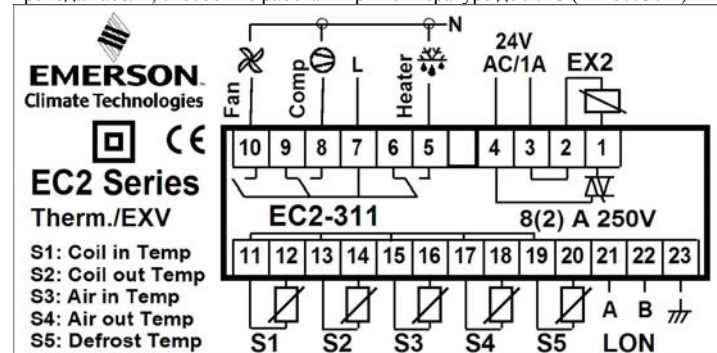 N
24V
AC/1A
EX2
Fan
Comp
L
Heater
EMERSON
Climate Technologies
CE
EC2 Series
Therm./EXV
S1: Coil in Temp
S2: Coil out Temp
S3: Air in Temp
S4: Air out Temp
S5: Defrost Temp
10 9 8 7 6 5 4 3 2 1
EC2-311
8(2) A 250V
11 12 13 14 15 16 17 18 19 20 21 22 23
A B
S1 S2 S3 S4 S5 LON